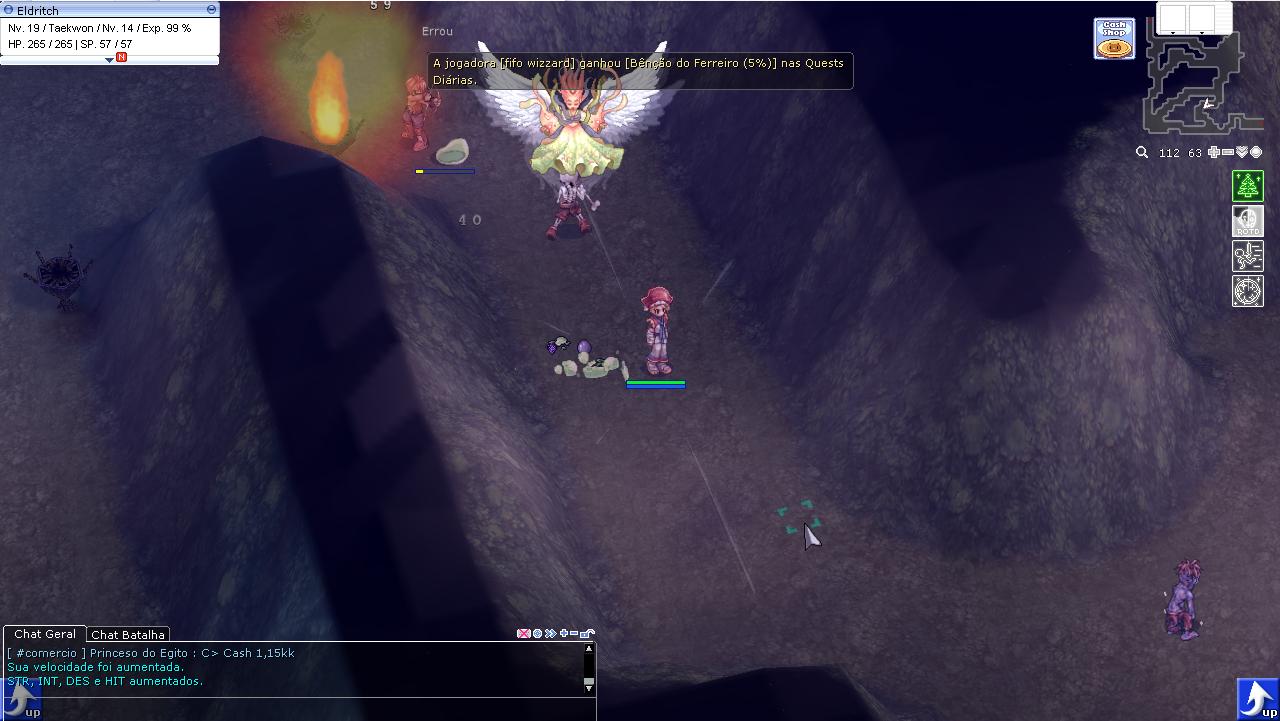 Eldritch
Nv. 19 / Taekwon / Nv. 14 / Exp. 99 %
HP. 265 / 265 | SP. 57 / 57
N
59
Errou
A jogadora [fifo wizzard] ganhou [Bênção do Ferreiro (5%)] nas Quests
Diárias.
Cash
Shop
112 63
ROTD
40
Chat Geral
Chat Batalha
[ #comercio ] Princeso do Egito : C> Cash 1,15kk
Sua velocidade foi aumentada.
STR, INT, DES e HIT aumentados.
up
up